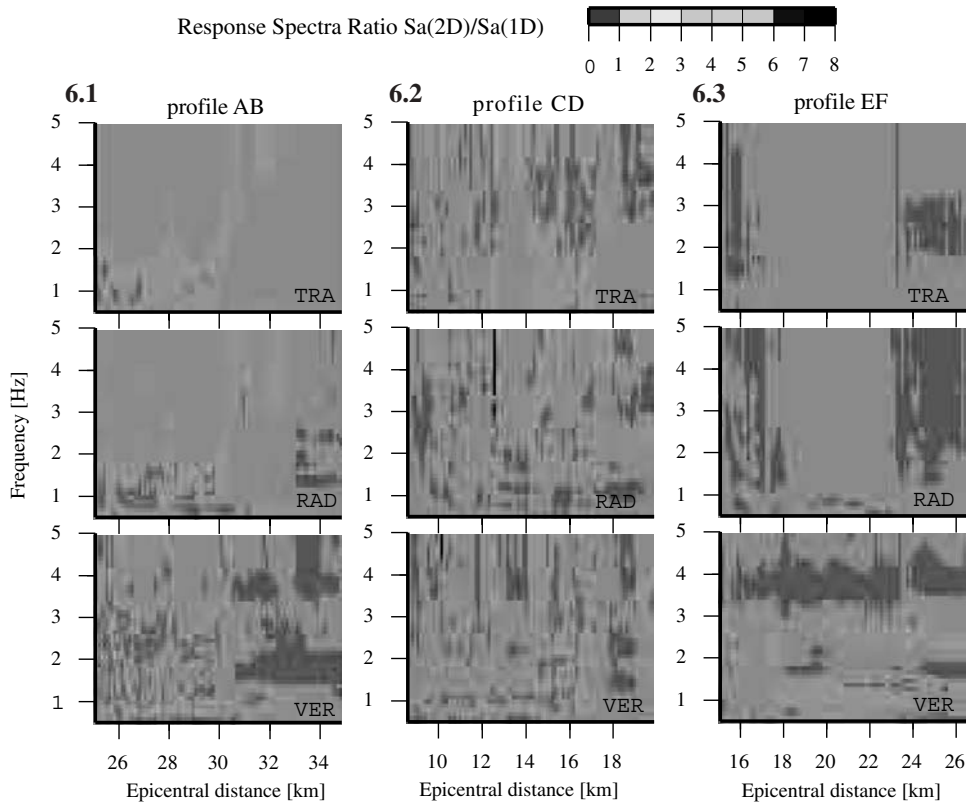 Response Spectra Ratio Sa(2D)/Sa(1D)
0 1 2 3 4 5 6 7 8
6.1 profile AB
6.2 profile CD
6.3 profile EF
Frequency [Hz]
5 4 3 2 1 TRA
5 4 3 2 1 TRA
5 4 3 2 1 TRA
5 4 3 2 1 RAD
5 4 3 2 1 RAD
5 4 3 2 1 RAD
5 4 3 2 1 VER
5 4 3 2 1 VER
5 4 3 2 1 VER
26 28 30 32 34
10 12 14 16 18
16 18 20 22 24 26
Epicentral distance [km]
Epicentral distance [km]
Epicentral distance [km]